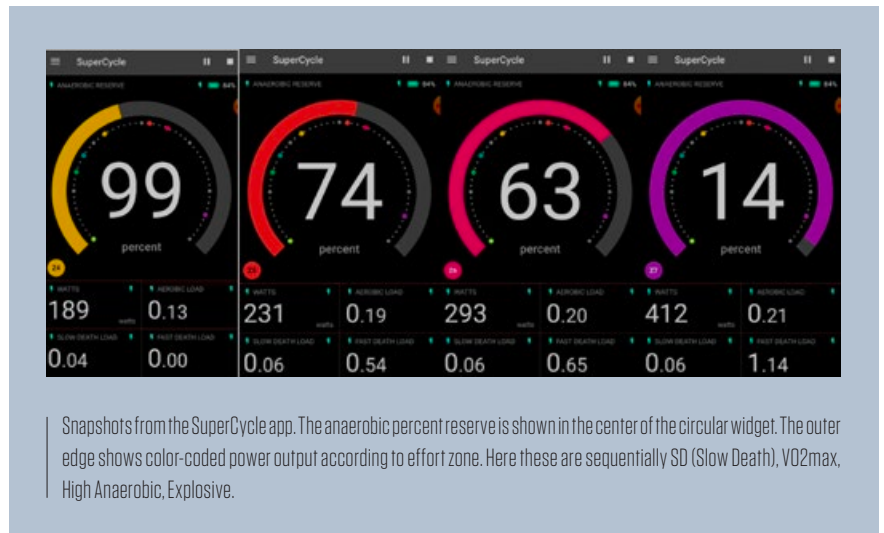 SuperCycle SuperCycle SuperCycle SuperCycle
ANAEROBIC RESERVE 84% ANAEROBIC RESERVE 84% ANAEROBIC RESERVE 84% ANAEROBIC RESERVE 84%
99 74 63 14
percent percent percent percent
24 25 26 27
WATTS AEROBIC LOAD WATTS AEROBIC LOAD WATTS AEROBIC LOAD WATTS AEROBIC LOAD
189 watts 0.13 231 watts 0.19 293 watts 0.20 412 watts 0.21
SLOW DEATH LOAD FAST DEATH LOAD SLOW DEATH LOAD FAST DEATH LOAD SLOW DEATH LOAD FAST DEATH LOAD SLOW DEATH LOAD FAST DEATH LOAD
0.04 0.00 0.06 0.54 0.06 0.65 0.06 1.14
Snapshots from the SuperCycle app. The anaerobic percent reserve is shown in the center of the circular widget. The outer
edge shows color-coded power output according to effort zone. Here these are sequentially SD (Slow Death), VO2max,
High Anaerobic, Explosive.